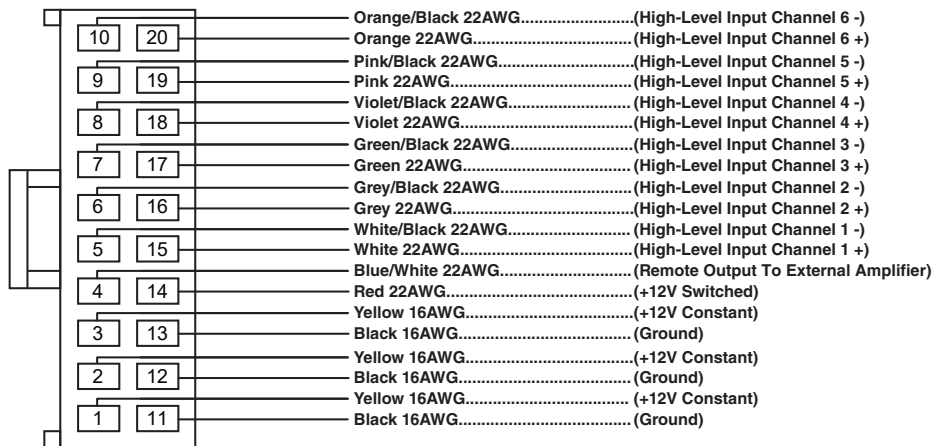 Orange/Black 22AWG..........................(High-Level Input Channel 6 -)
10 20 Orange 22AWG.....................................(High-Level Input Channel 6 +)
Pink/Black 22AWG...............................(High-Level Input Channel 5 -)
9 19 Pink 22AWG..........................................(High-Level Input Channel 5 +)
Violet/Black 22AWG............................(High-Level Input Channel 4 -)
8 18 Violet 22AWG.......................................(High-Level Input Channel 4 +)
Green/Black 22AWG............................(High-Level Input Channel 3 -)
7 17 Green 22AWG.......................................(High-Level Input Channel 3 +)
Grey/Black 22AWG..............................(High-Level Input Channel 2 -)
6 16 Grey 22AWG.........................................(High-Level Input Channel 2 +)
White/Black 22AWG............................(High-Level Input Channel 1 -)
5 15 White 22AWG.......................................(High-Level Input Channel 1 +)
Blue/White 22AWG...............................(Remote Output To External Amplifier)
4 14 Red 22AWG...........................................(+12V Switched)
Yellow 16AWG......................................(+12V Constant)
3 13 Black 16AWG.......................................(Ground)
Yellow 16AWG......................................(+12V Constant)
2 12 Black 16AWG.......................................(Ground)
Yellow 16AWG..................................... (+12V Constant)
1 11 Black 16AWG.......................................(Ground)